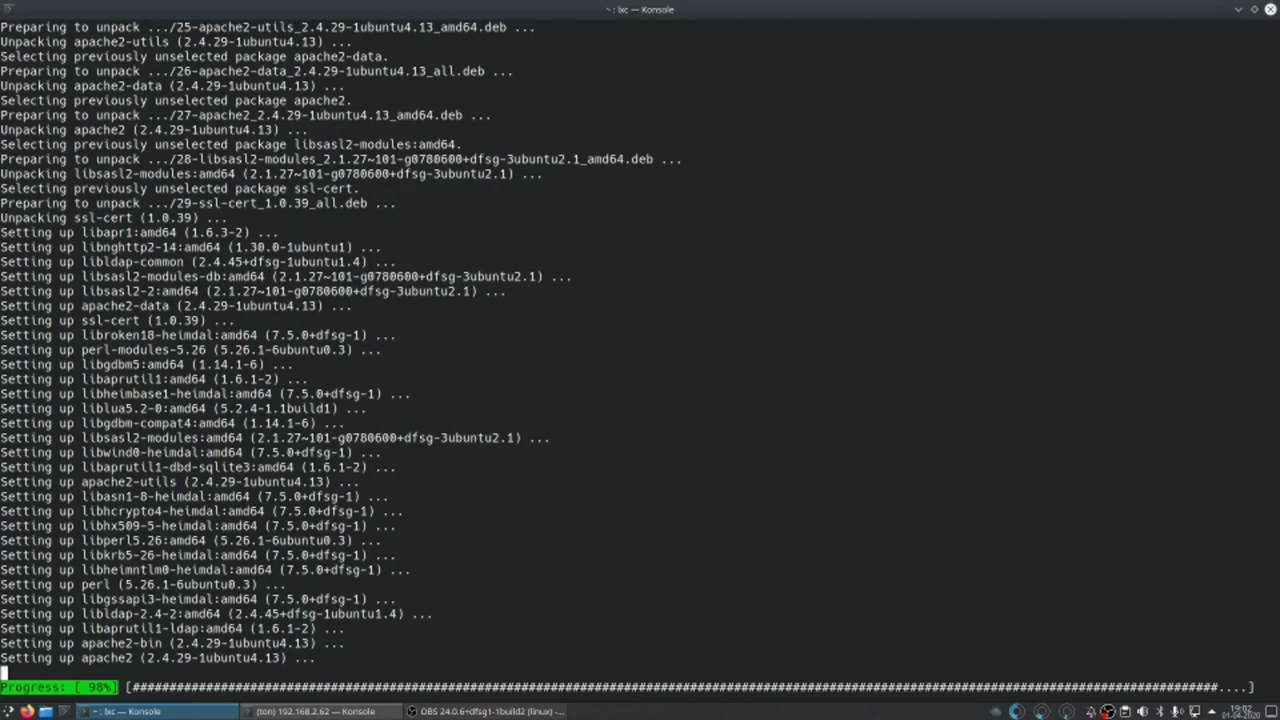 ~ : lxc — Konsole
Preparing to unpack .../25-apache2-utils_2.4.29-1ubuntu4.13_amd64.deb ...
Unpacking apache2-utils (2.4.29-1ubuntu4.13) ...
Selecting previously unselected package apache2-data.
Preparing to unpack .../26-apache2-data_2.4.29-1ubuntu4.13_all.deb ...
Unpacking apache2-data (2.4.29-1ubuntu4.13) ...
Selecting previously unselected package apache2.
Preparing to unpack .../27-apache2_2.4.29-1ubuntu4.13_amd64.deb ...
Unpacking apache2 (2.4.29-1ubuntu4.13) ...
Selecting previously unselected package libsasl2-modules:amd64.
Preparing to unpack .../28-libsasl2-modules_2.1.27~101-g0780600+dfsg-3ubuntu2.1_amd64.deb ...
Unpacking libsasl2-modules:amd64 (2.1.27~101-g0780600+dfsg-3ubuntu2.1) ...
Selecting previously unselected package ssl-cert.
Preparing to unpack .../29-ssl-cert_1.0.39_all.deb ...
Unpacking ssl-cert (1.0.39) ...
Setting up libapr1:amd64 (1.6.3-2) ...
Setting up libnghttp2-14:amd64 (1.30.0-1ubuntu1) ...
Setting up libldap-common (2.4.45+dfsg-1ubuntu1.4) ...
Setting up libsasl2-modules-db:amd64 (2.1.27~101-g0780600+dfsg-3ubuntu2.1) ...
Setting up libsasl2-2:amd64 (2.1.27~101-g0780600+dfsg-3ubuntu2.1) ...
Setting up apache2-data (2.4.29-1ubuntu4.13) ...
Setting up ssl-cert (1.0.39) ...
Setting up libroken18-heimdal:amd64 (7.5.0+dfsg-1) ...
Setting up perl-modules-5.26 (5.26.1-6ubuntu0.3) ...
Setting up libgdbm5:amd64 (1.14.1-6) ...
Setting up libaprutil1:amd64 (1.6.1-2) ...
Setting up libheimbase1-heimdal:amd64 (7.5.0+dfsg-1) ...
Setting up liblua5.2-0:amd64 (5.2.4-1.1build1) ...
Setting up libgdbm-compat4:amd64 (1.14.1-6) ...
Setting up libsasl2-modules:amd64 (2.1.27~101-g0780600+dfsg-3ubuntu2.1) ...
Setting up libwind0-heimdal:amd64 (7.5.0+dfsg-1) ...
Setting up libaprutil1-dbd-sqlite3:amd64 (1.6.1-2) ...
Setting up apache2-utils (2.4.29-1ubuntu4.13) ...
Setting up libasn1-8-heimdal:amd64 (7.5.0+dfsg-1) ...
Setting up libhcrypto4-heimdal:amd64 (7.5.0+dfsg-1) ...
Setting up libhx509-5-heimdal:amd64 (7.5.0+dfsg-1) ...
Setting up libperl5.26:amd64 (5.26.1-6ubuntu0.3) ...
Setting up libkrb5-26-heimdal:amd64 (7.5.0+dfsg-1) ...
Setting up libheimntlm0-heimdal:amd64 (7.5.0+dfsg-1) ...
Setting up perl (5.26.1-6ubuntu0.3) ...
Setting up libgssapi3-heimdal:amd64 (7.5.0+dfsg-1) ...
Setting up libldap-2.4-2:amd64 (2.4.45+dfsg-1ubuntu1.4) ...
Setting up libaprutil1-ldap:amd64 (1.6.1-2) ...
Setting up apache2-bin (2.4.29-1ubuntu4.13) ...
Setting up apache2 (2.4.29-1ubuntu4.13) ...
Progress: [ 98%] [####################################################################################################################################################....]
~ : lxc — Konsole (ton) 192.168.2.62 — Konsole OBS 24.0.6+dfsg1-1build2 (linux) -... 19:02
01-04-2020